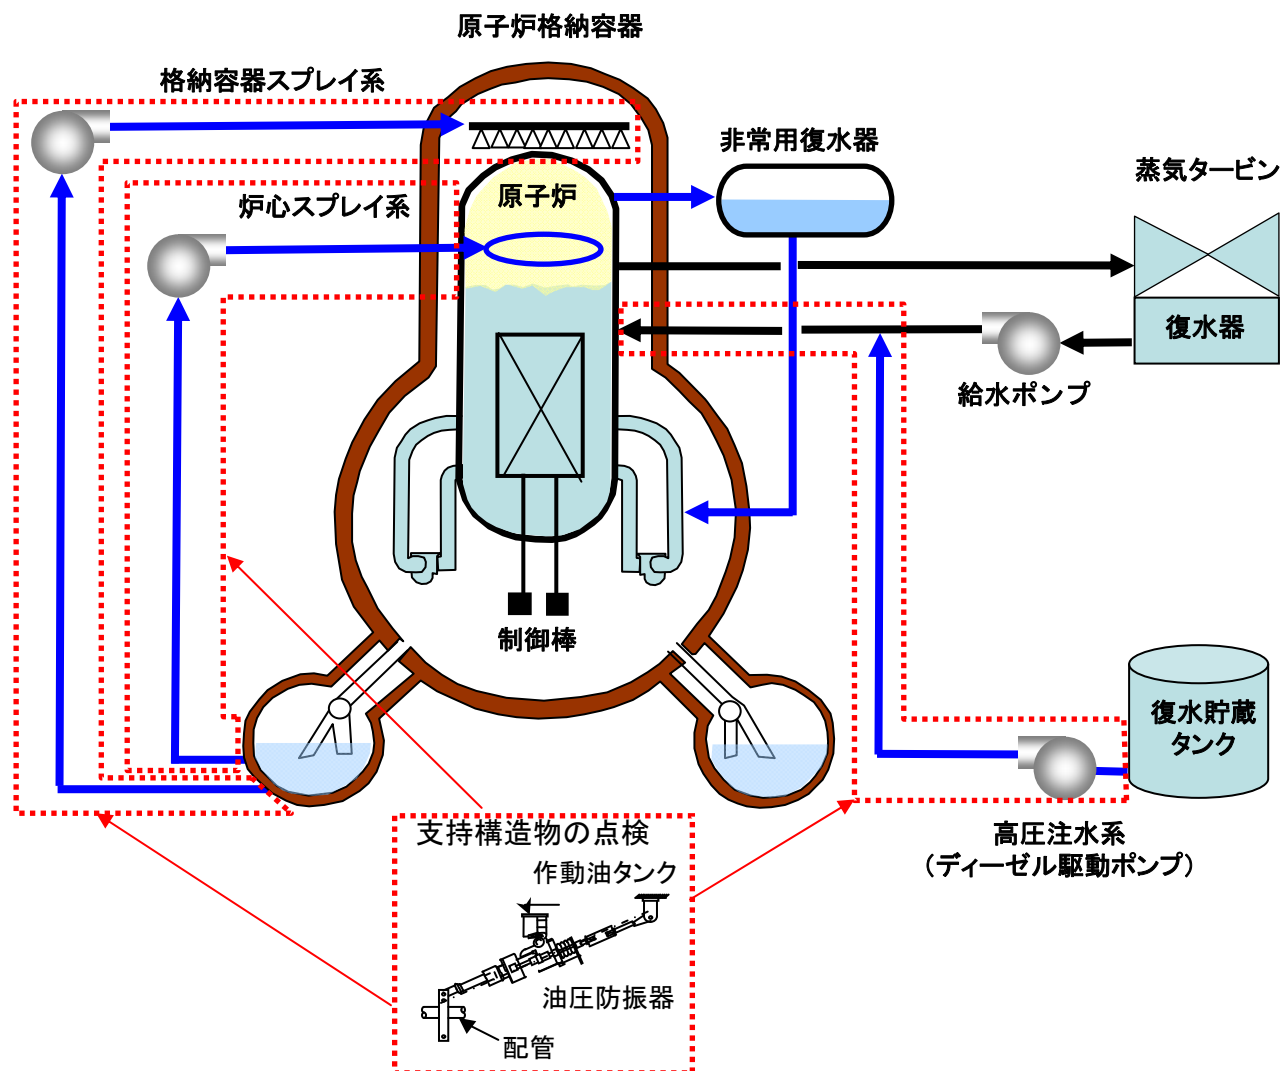 原子炉格納容器
格納容器スプレイ系
非常用復水器
蒸気タービン
原子炉
炉心スプレイ系
復水器
給水ポンプ
制御棒
復水貯蔵
タンク
高圧注水系
（ディーゼル駆動ポンプ）
支持構造物の点検
作動油タンク
油圧防振器
配管